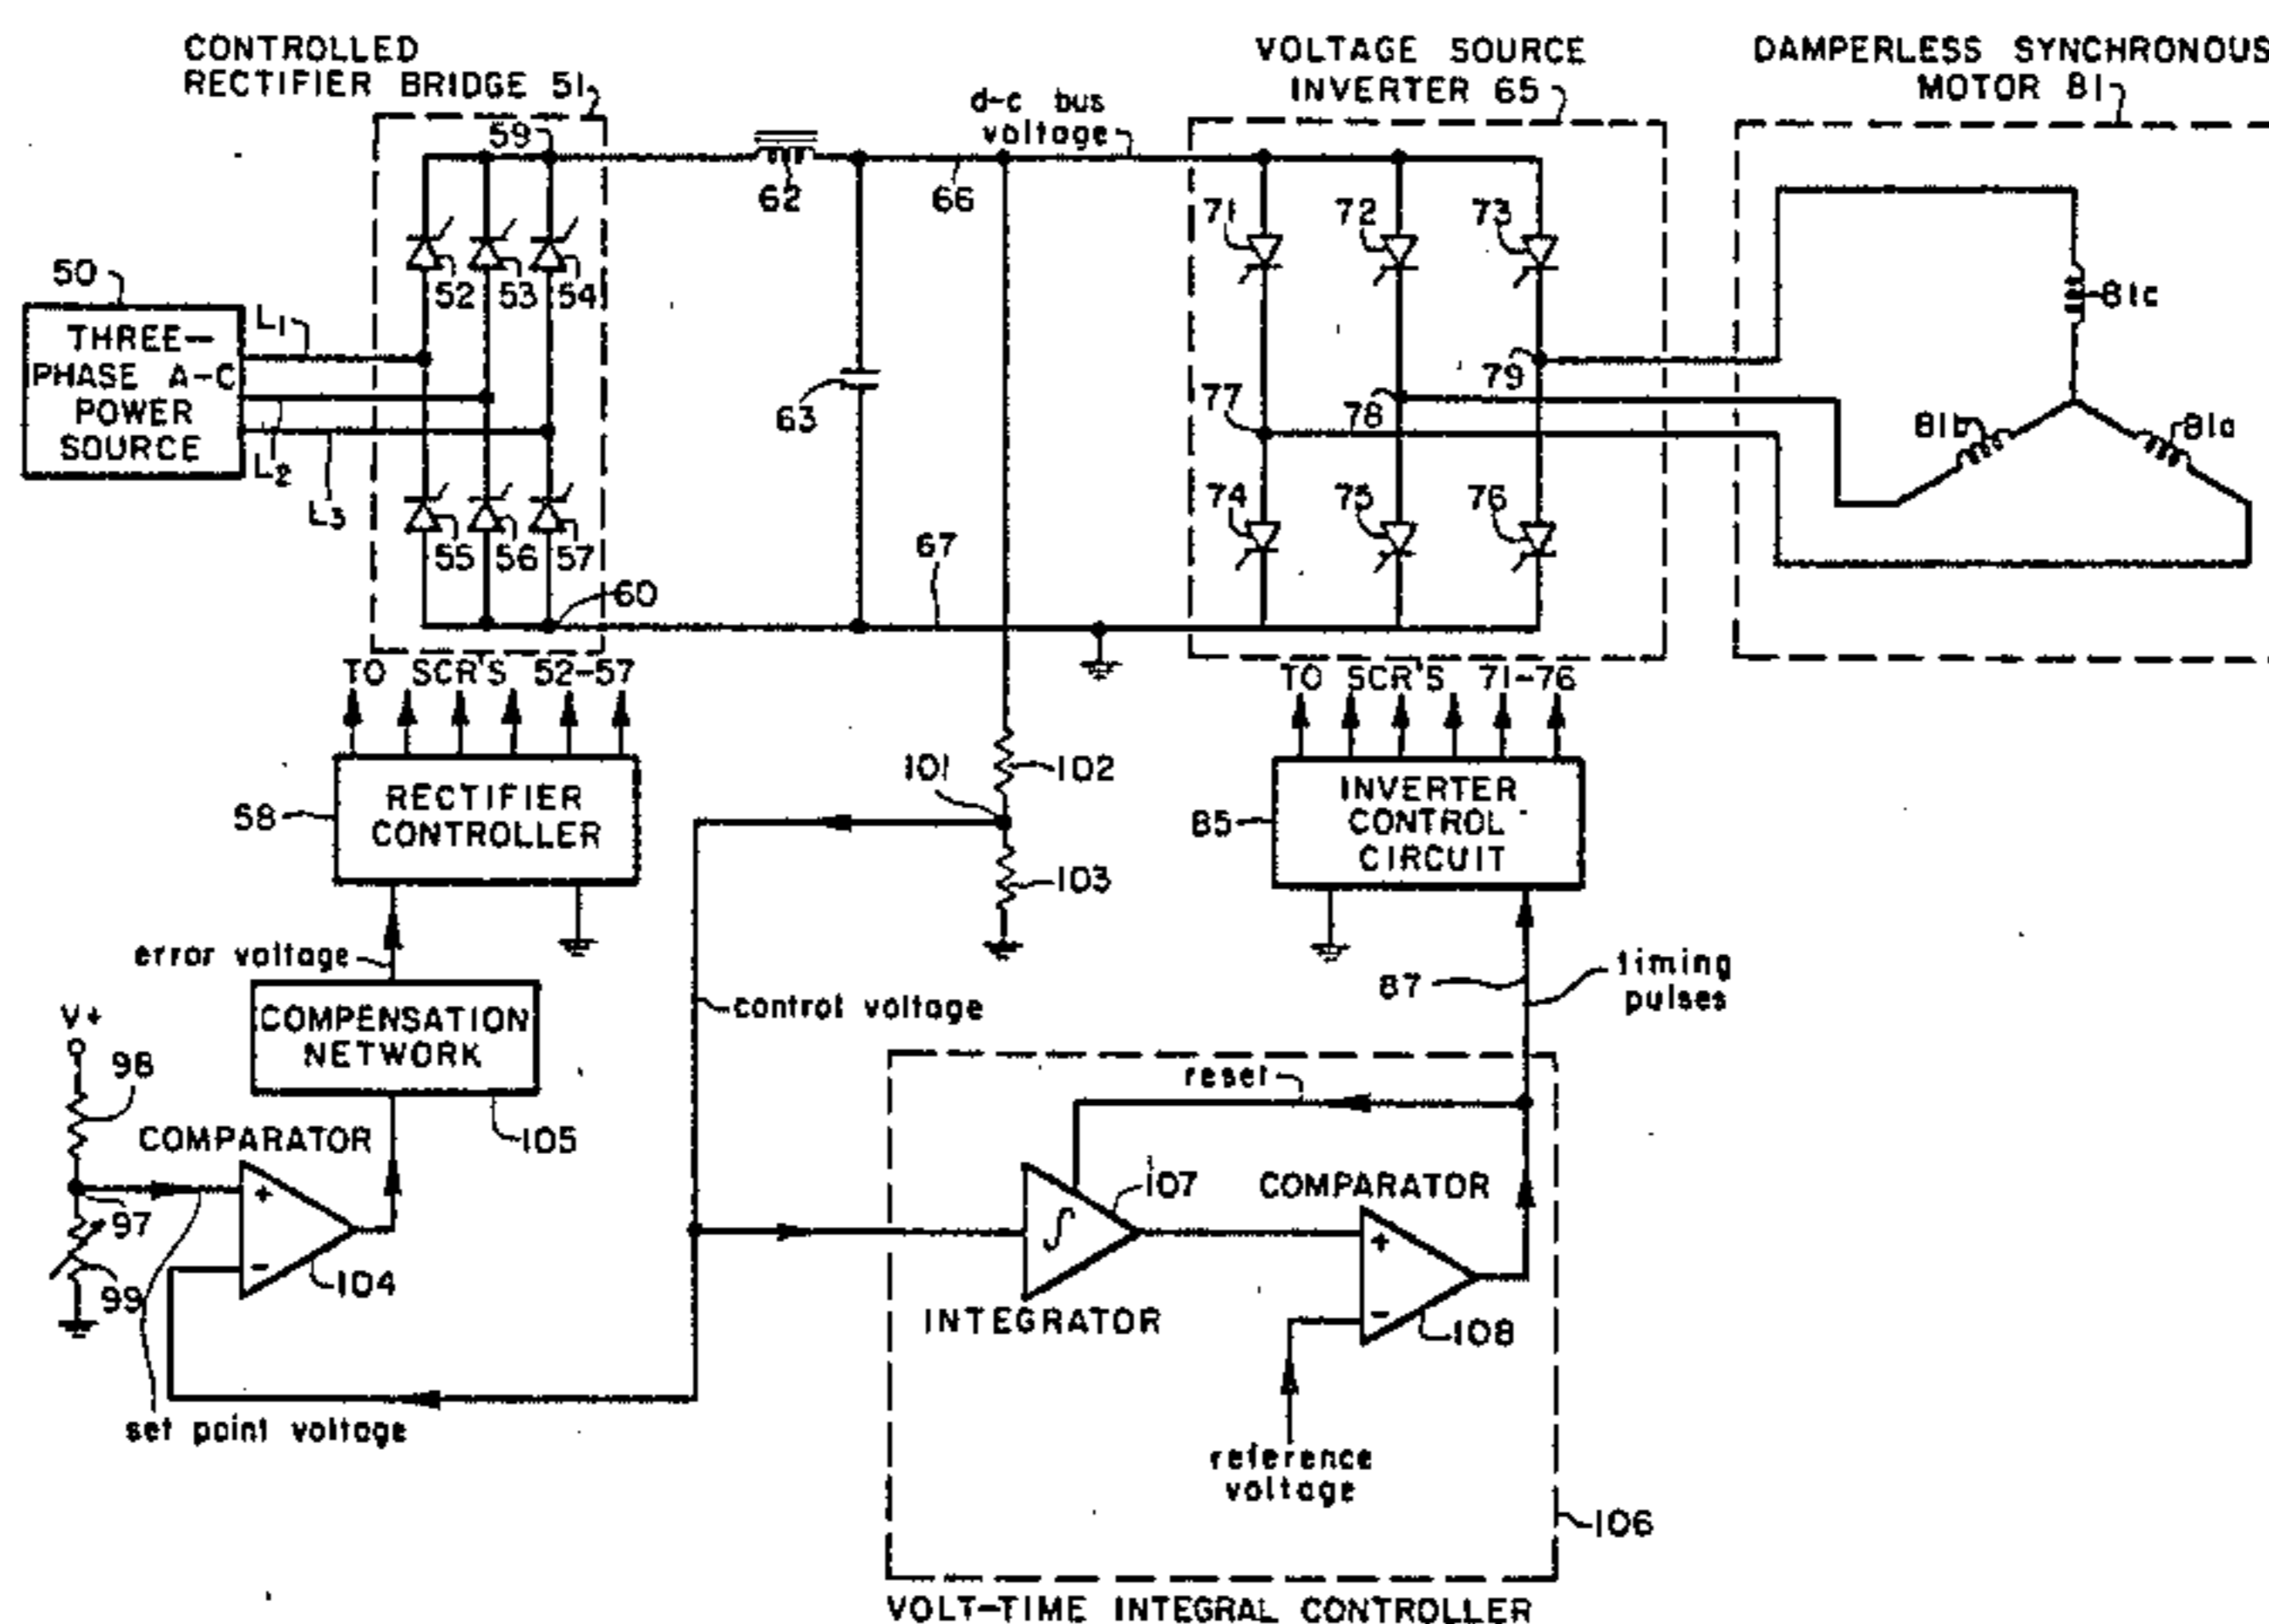 CONTROLLED
RECTIFIER BRIDGE 51
VOLTAGE SOURCE
INVERTER 65
DAMPERLESS SYNCHRONOUS
MOTOR 81
d-c bus
voltage
59
62
66
71
72
73
50
THREE-
PHASE A-C
POWER
SOURCE
L1
L2
L3
52
53
54
63
77
78
79
81c
81b
81a
55
56
57
60
67
74
75
76
TO SCR'S 52-57
TO SCR'S 71-76
58
RECTIFIER
CONTROLLER
101
102
103
85
INVERTER
CONTROL
CIRCUIT
error voltage
COMPENSATION
NETWORK
105
control voltage
87
timing
pulses
V+
98
97
99
COMPARATOR
+
-
104
set point voltage
reset
107
∫
INTEGRATOR
COMPARATOR
+
-
108
reference
voltage
106
VOLT-TIME INTEGRAL CONTROLLER